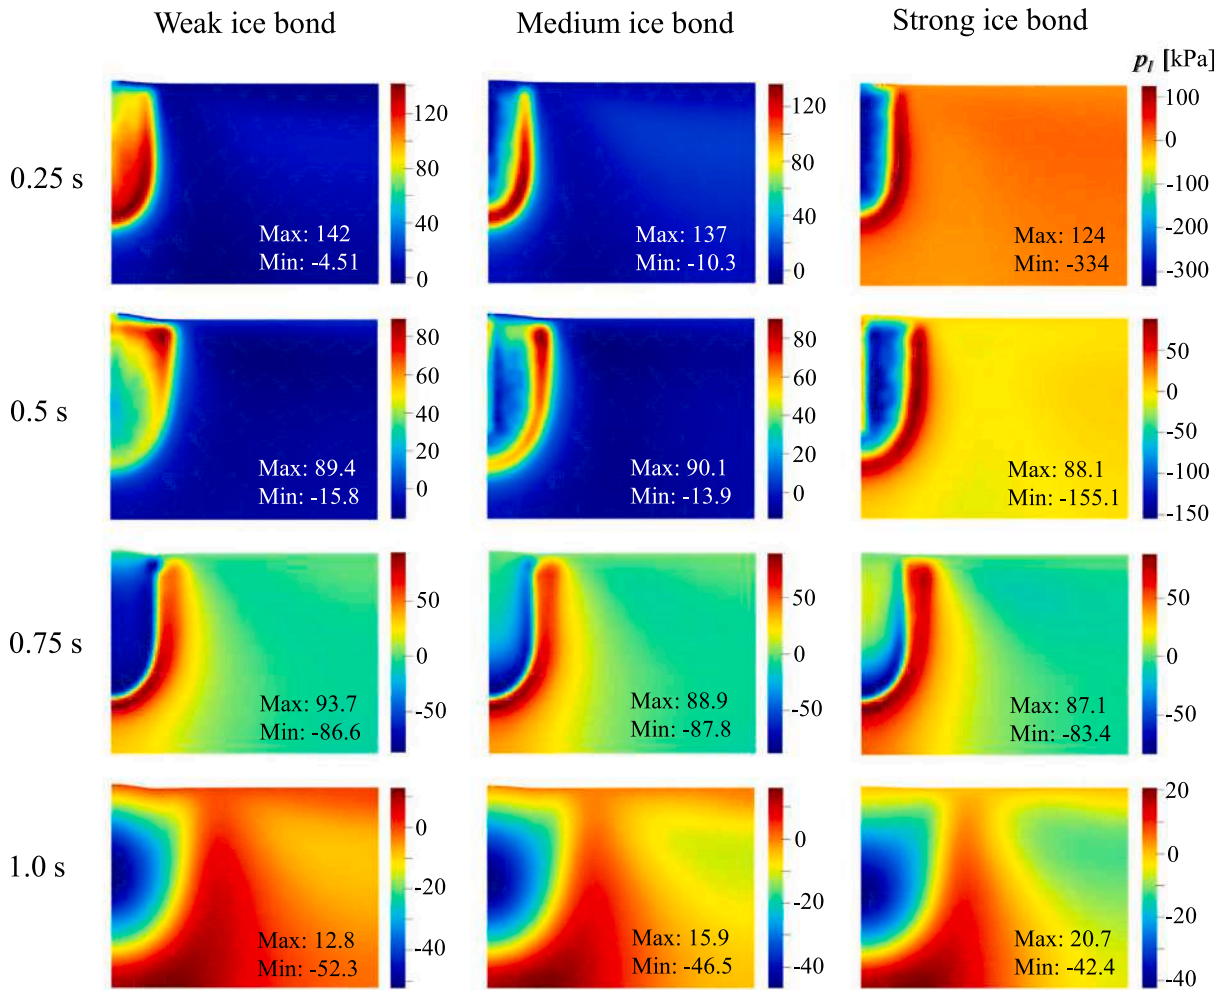 Weak ice bond
Medium ice bond
Strong ice bond
p_l [kPa]
0.25 s
120
80
40
0
Max: 142
Min: -4.51
120
80
40
0
Max: 137
Min: -10.3
100
0
-100
-200
-300
Max: 124
Min: -334
0.5 s
80
60
40
20
0
Max: 89.4
Min: -15.8
80
60
40
20
0
Max: 90.1
Min: -13.9
50
0
-50
-100
-150
Max: 88.1
Min: -155.1
0.75 s
50
0
-50
Max: 93.7
Min: -86.6
50
0
-50
Max: 88.9
Min: -87.8
50
0
-50
Max: 87.1
Min: -83.4
1.0 s
0
-20
-40
Max: 12.8
Min: -52.3
0
-20
-40
Max: 15.9
Min: -46.5
20
0
-20
-40
Max: 20.7
Min: -42.4